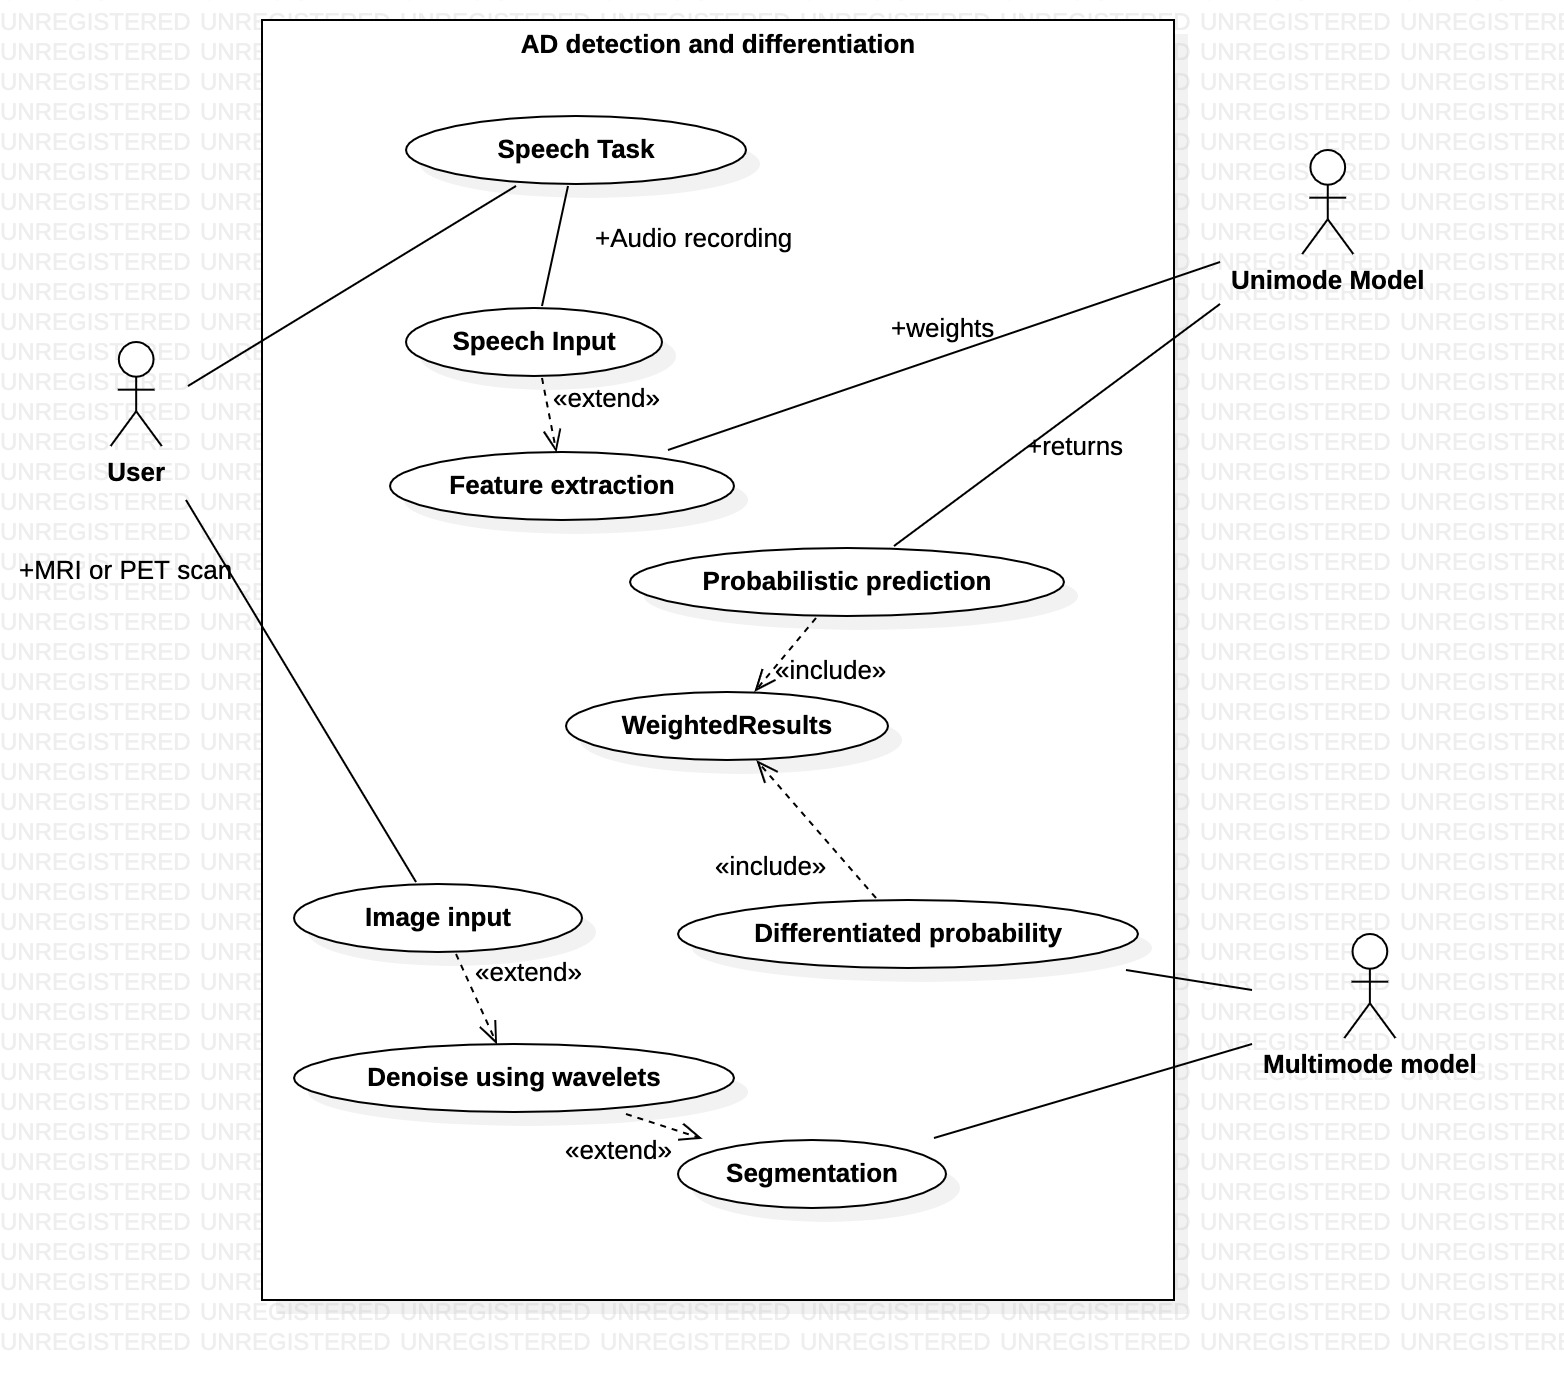 AD detection and differentiation
Speech Task
+Audio recording
Unimode Model
Speech Input
+weights
«extend»
+returns
User
Feature extraction
+MRI or PET scan
Probabilistic prediction
«include»
WeightedResults
«include»
Image input
Differentiated probability
«extend»
Multimode model
Denoise using wavelets
«extend»
Segmentation
UNREGISTERED